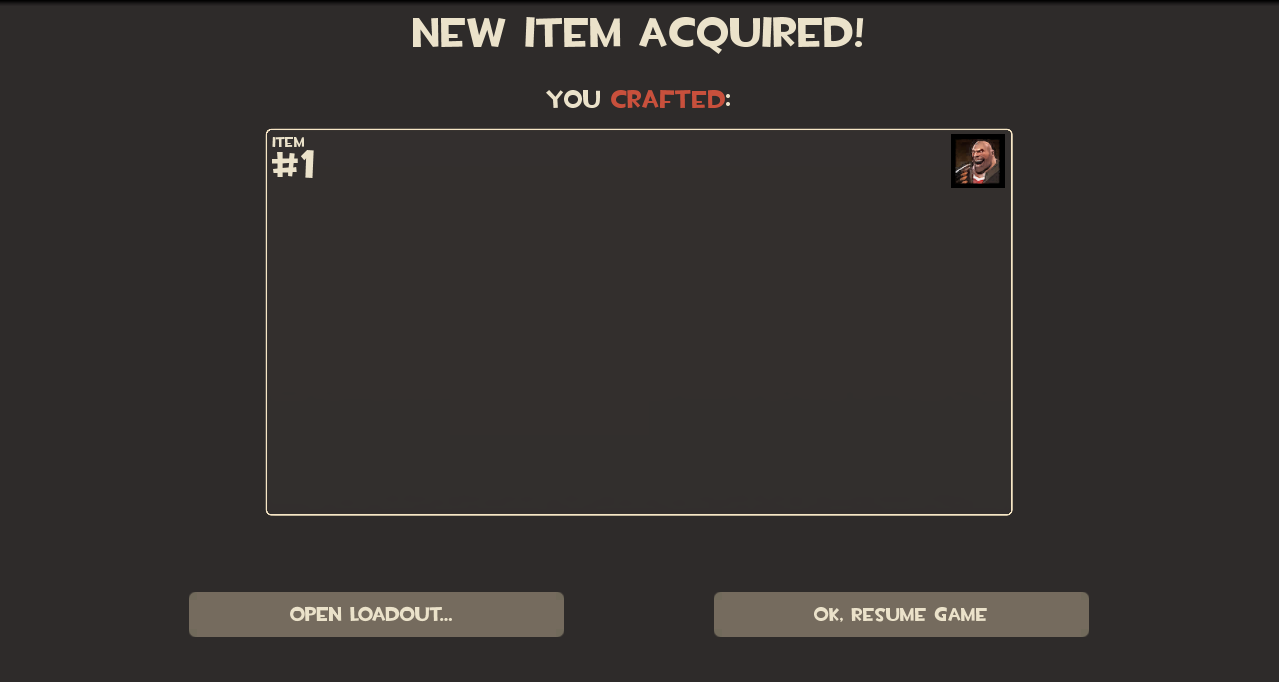 NEW ITEM ACQUIRED!
YOU CRAFTED:
ITEM
#1
OPEN LOADOUT...
OK, RESUME GAME